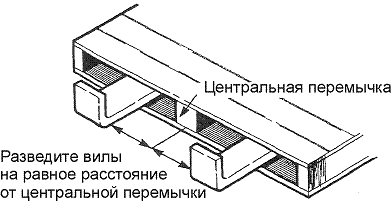 Центральная перемычка
Разведите вилы
на равное расстояние
от центральной перемычки